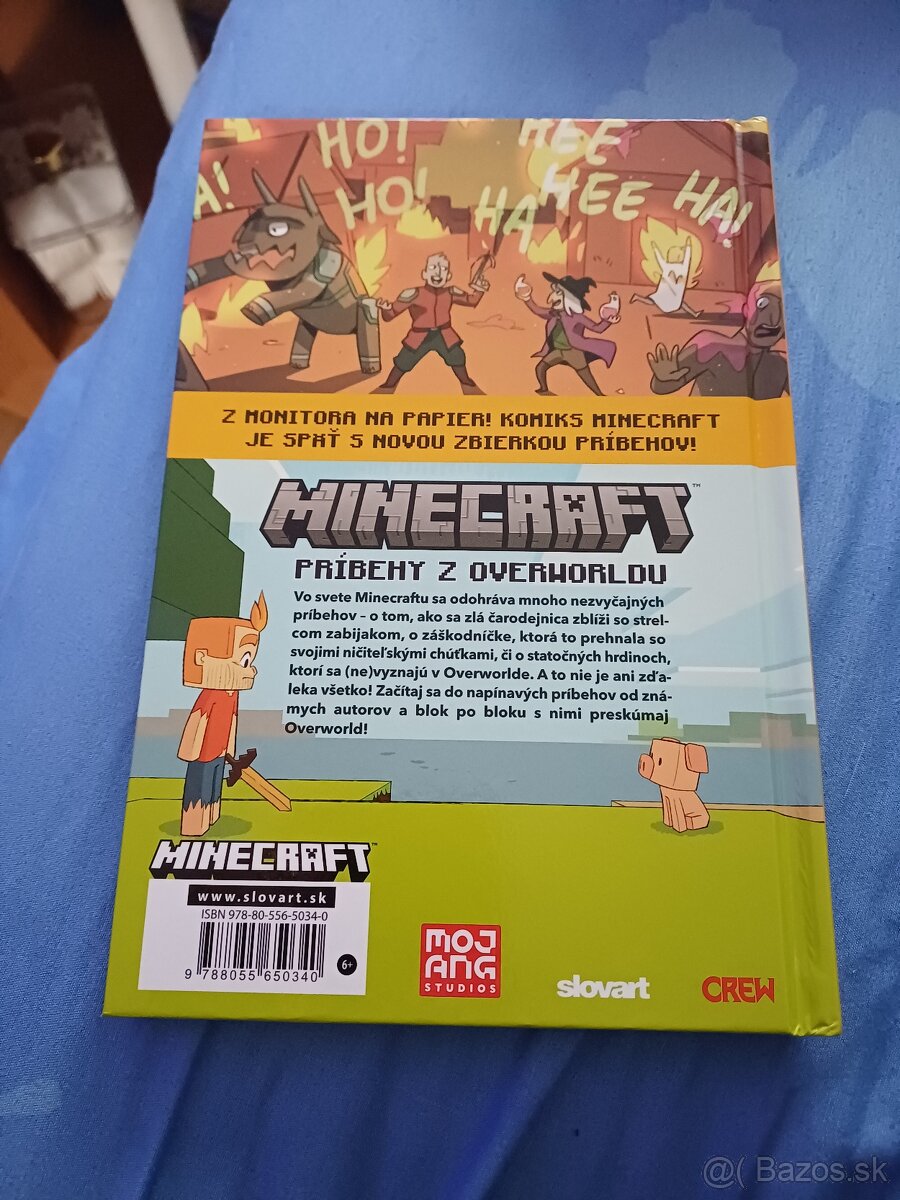 A!
HO!
HO!
HEE
HEE
HA
HA!
Z MONITORA NA PAPIER! KOMIKS MINECRAFT
JE SPÄŤ S NOVOU ZBIERKOU PRÍBEHOV!
MINECRAFT™
PRÍBEHY Z OVERWORLDU
Vo svete Minecraftu sa odohráva mnoho nezvyčajných
príbehov – o tom, ako sa zlá čarodejnica zblíži so strel-
com zabijakom, o záškodníčke, ktorá to prehnala so
svojimi ničiteľskými chúťkami, či o statočných hrdinoch,
ktorí sa (ne)vyznajú v Overworlde. A to nie je ani zďa-
leka všetko! Začítaj sa do napínavých príbehov od zná-
mych autorov a blok po bloku s nimi preskúmaj
Overworld!
MINECRAFT™
www.slovart.sk
ISBN 978-80-556-5034-0
9 788055 650340
6+
MOJ
ANG
STUDIOS
slovart
CREW
@( Bazos.sk